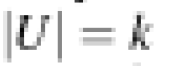 |U| = k